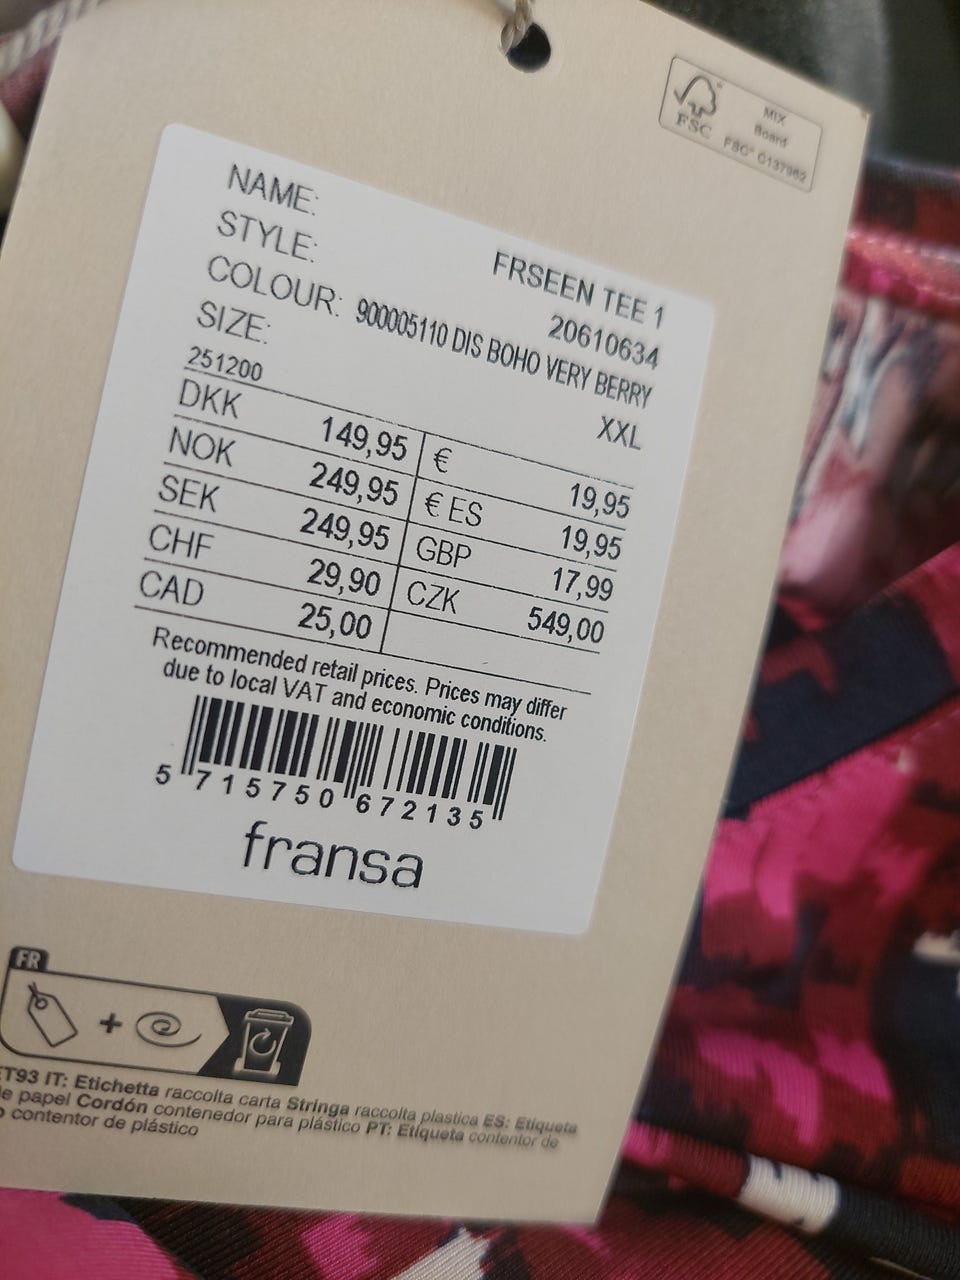 FSC
MIX
Board
FSC® C137982
NAME: FRSEEN TEE 1
STYLE: 20610634
COLOUR: 900005110 DIS BOHO VERY BERRY
SIZE: XXL
251200
DKK 149,95 € 19,95
NOK 249,95 € ES 19,95
SEK 249,95 GBP 17,99
CHF 29,90 CZK 549,00
CAD 25,00
Recommended retail prices. Prices may differ
due to local VAT and economic conditions.
5 715750 672135
fransa
FR
+
ET93 IT: Etichetta raccolta carta Stringa raccolta plastica ES: Etiqueta
papel Cordón contenedor para plástico PT: Etiqueta contentor de
contentor de plástico